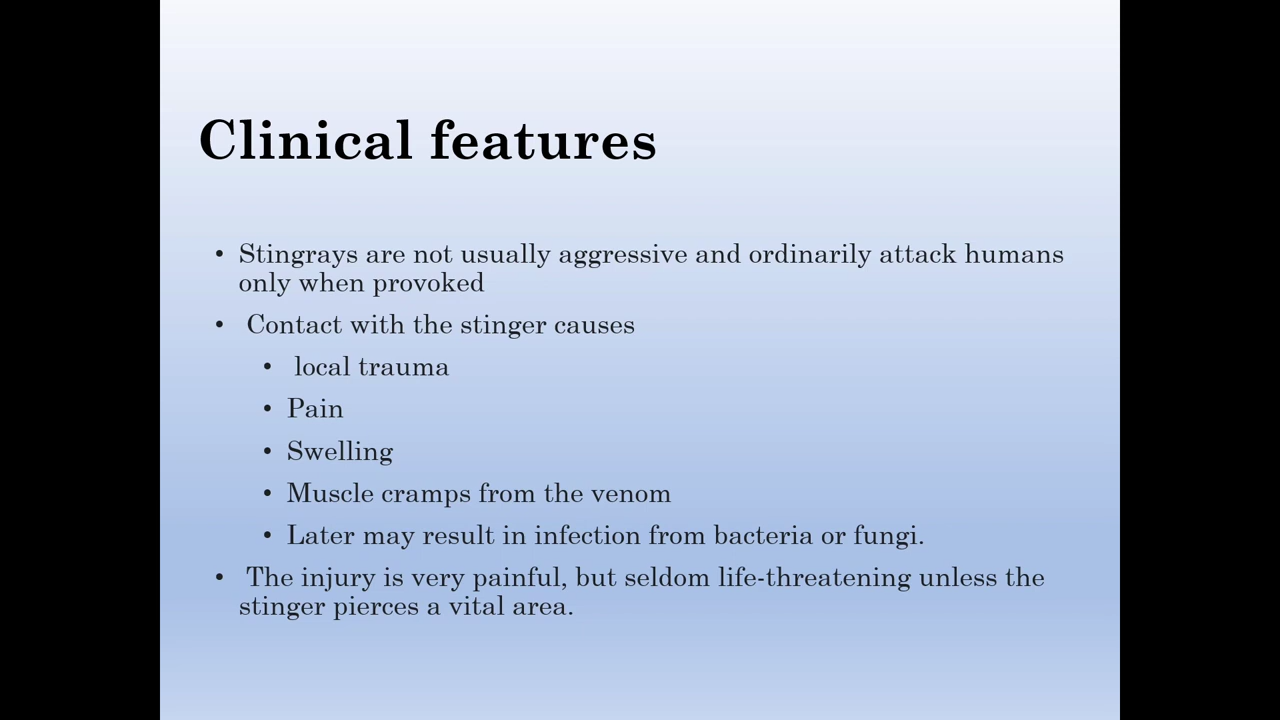 Clinical features
• Stingrays are not usually aggressive and ordinarily attack humans
only when provoked
• Contact with the stinger causes
• local trauma
• Pain
• Swelling
• Muscle cramps from the venom
• Later may result in infection from bacteria or fungi.
• The injury is very painful, but seldom life-threatening unless the
stinger pierces a vital area.